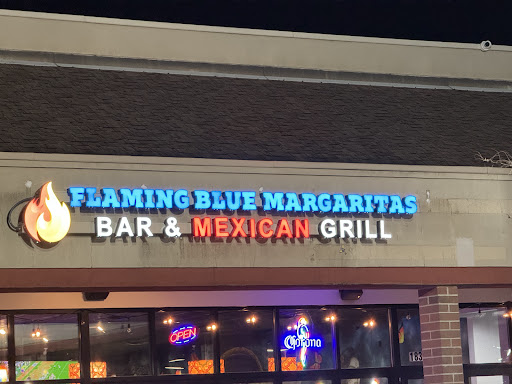 FLAMING BLUE MARGARITAS
BAR & MEXICAN GRILL
OPEN
Corona